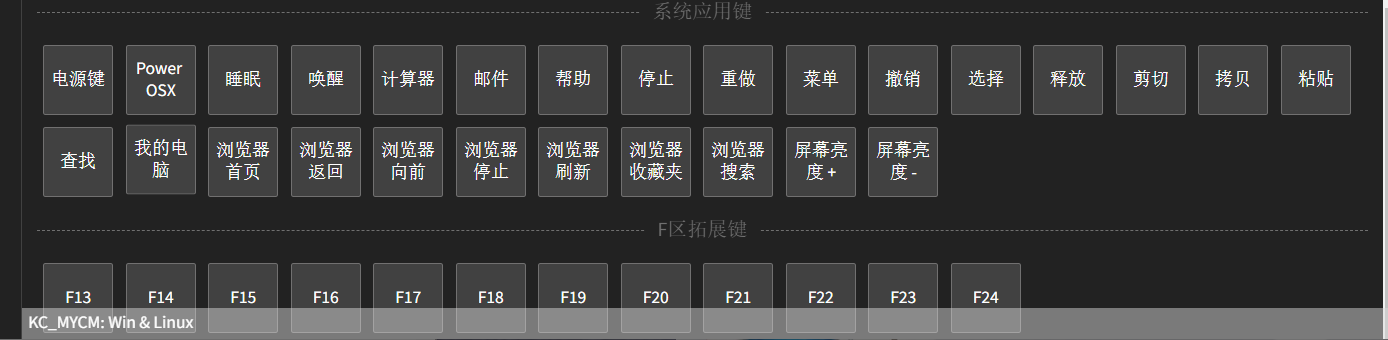 系统应用键
电源键
Power
OSX
睡眠
唤醒
计算器
邮件
帮助
停止
重做
菜单
撤销
选择
释放
剪切
拷贝
粘贴
查找
我的电
脑
浏览器
首页
浏览器
返回
浏览器
向前
浏览器
停止
浏览器
刷新
浏览器
收藏夹
浏览器
搜索
屏幕亮
度 +
屏幕亮
度 -
F区拓展键
F13
F14
F15
F16
F17
F18
F19
F20
F21
F22
F23
F24
KC_MYCM: Win & Linux